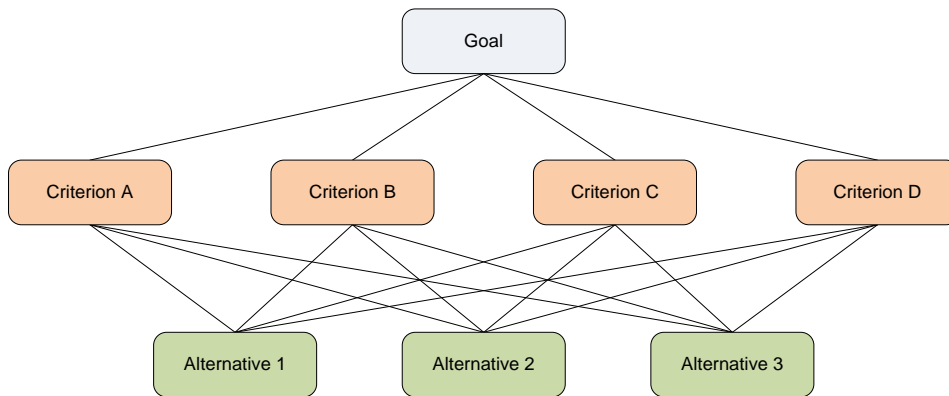 Goal
Criterion A
Criterion B
Criterion C
Criterion D
Alternative 1
Alternative 2
Alternative 3